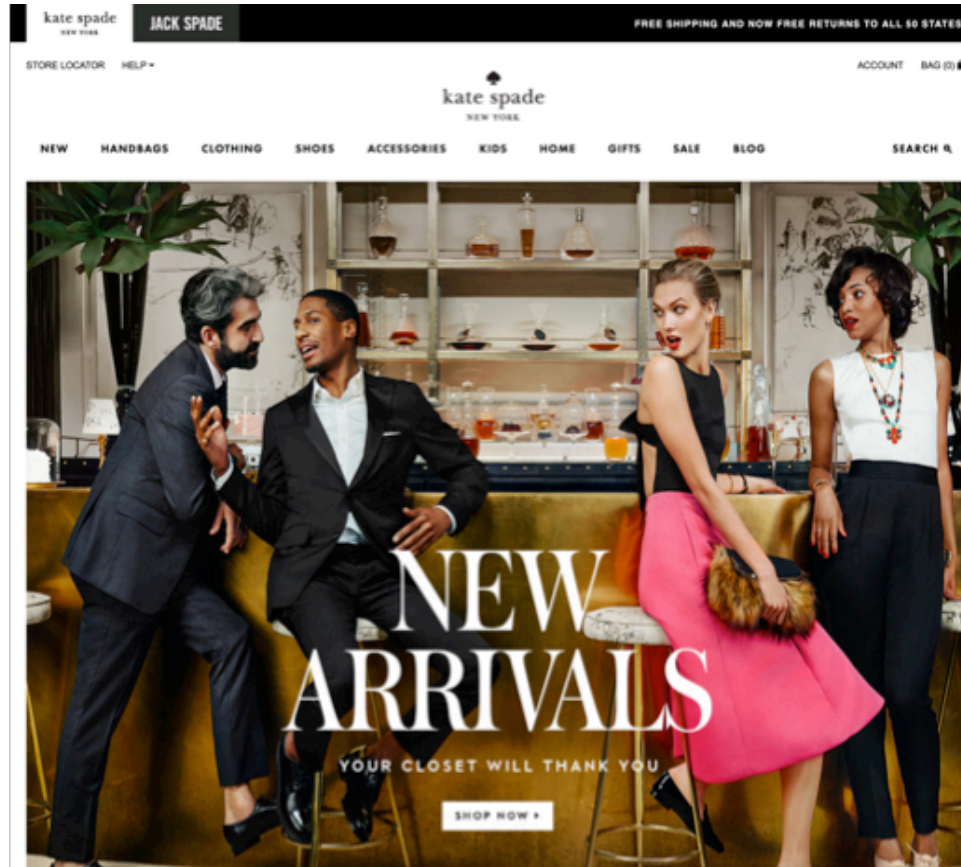 kate spade
NEW YORK
JACK SPADE
FREE SHIPPING AND NOW FREE RETURNS TO ALL 50 STATES
STORE LOCATOR HELP
ACCOUNT BAG (0)
kate spade
NEW YORK
NEW HANDBAGS CLOTHING SHOES ACCESSORIES KIDS HOME GIFTS SALE BLOG SEARCH
NEW
ARRIVALS
YOUR CLOSET WILL THANK YOU
SHOP NOW